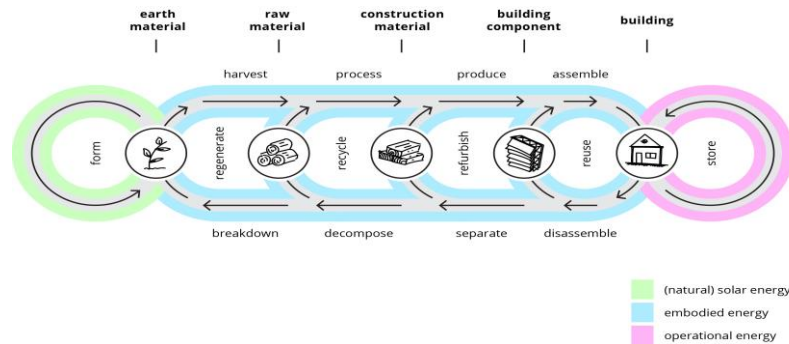 earth
material
raw
material
construction
material
building
component
building
harvest
process
produce
assemble
form
regenerate
recycle
refurbish
reuse
store
breakdown
decompose
separate
disassemble
(natural) solar energy
embodied energy
operational energy